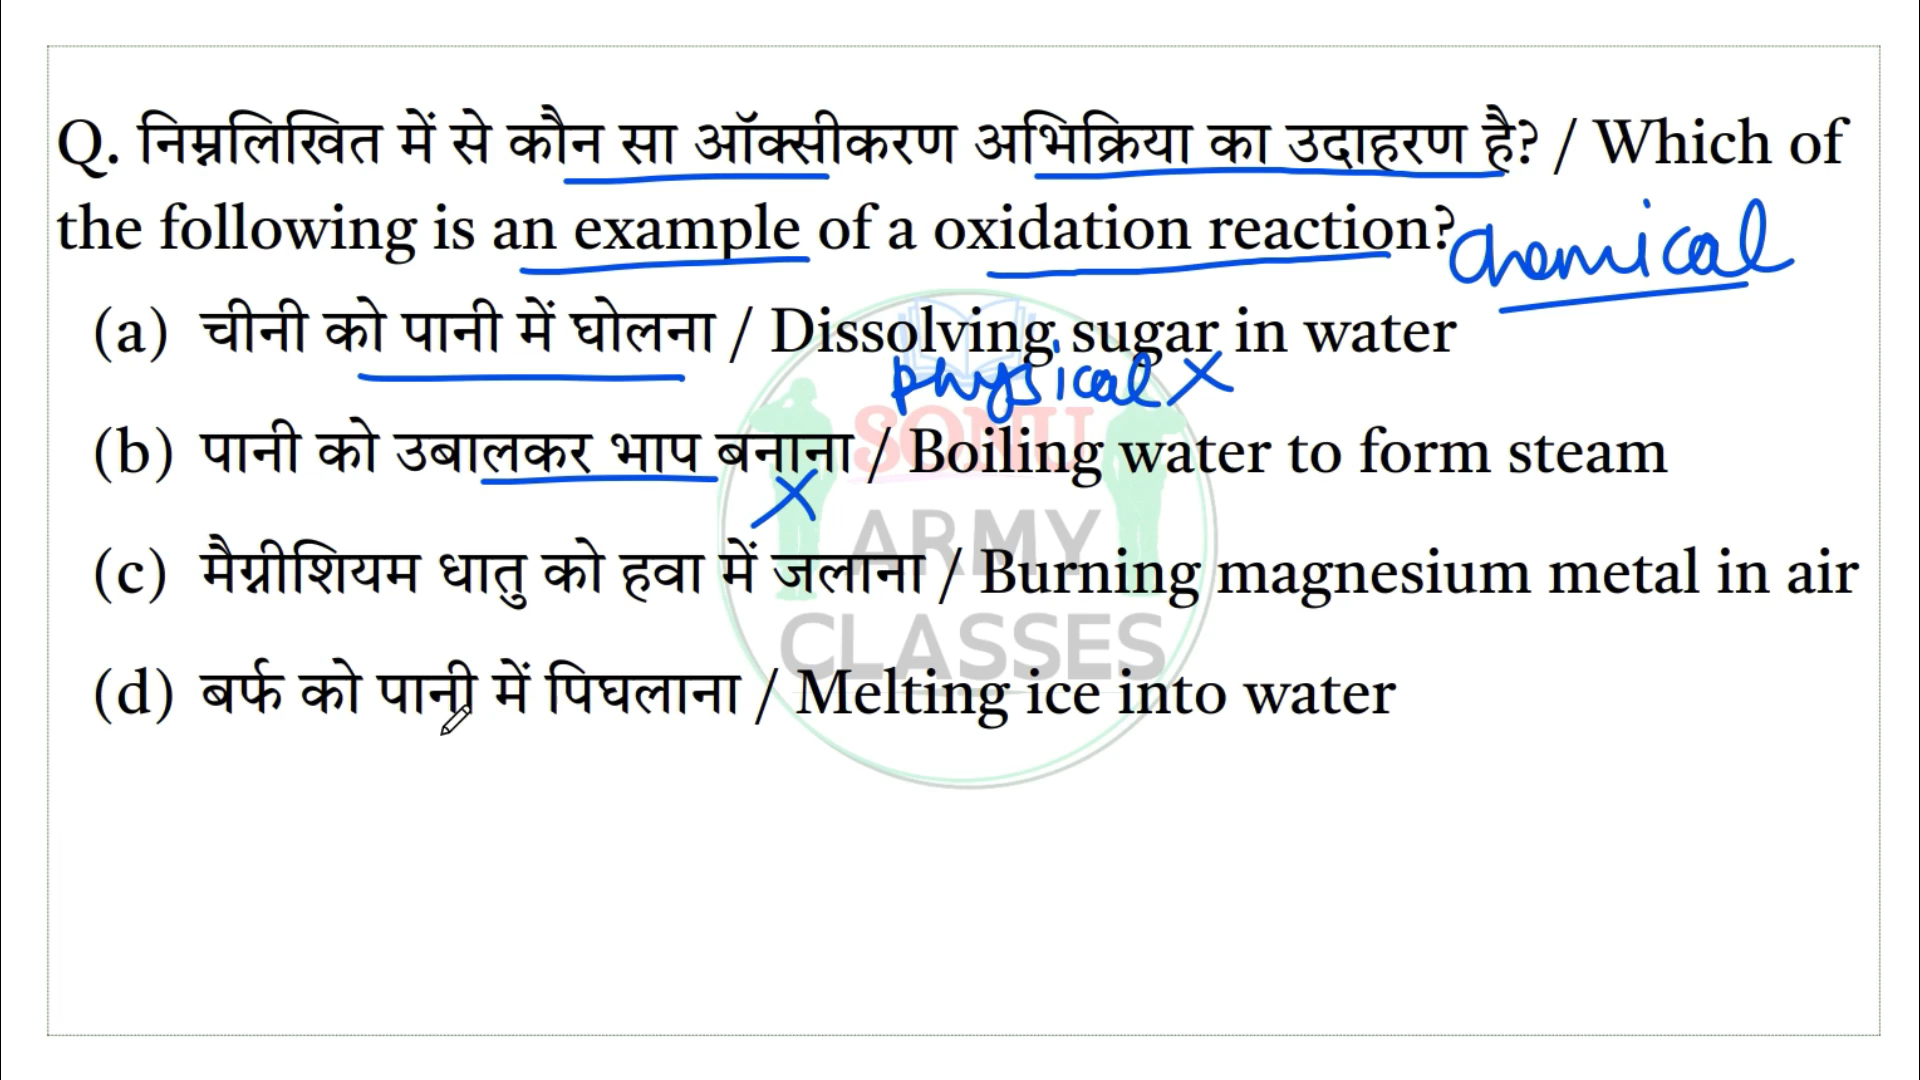 Q. निम्नलिखित में से कौन सा ऑक्सीकरण अभिक्रिया का उदाहरण है? / Which of
the following is an example of a oxidation reaction?
chemical
(a) चीनी को पानी में घोलना / Dissolving sugar in water
physical X
(b) पानी को उबालकर भाप बनाना / Boiling water to form steam
X
(c) मैग्नीशियम धातु को हवा में जलाना / Burning magnesium metal in air
(d) बर्फ को पानी में पिघलाना / Melting ice into water
SONU
ARMY
CLASSES